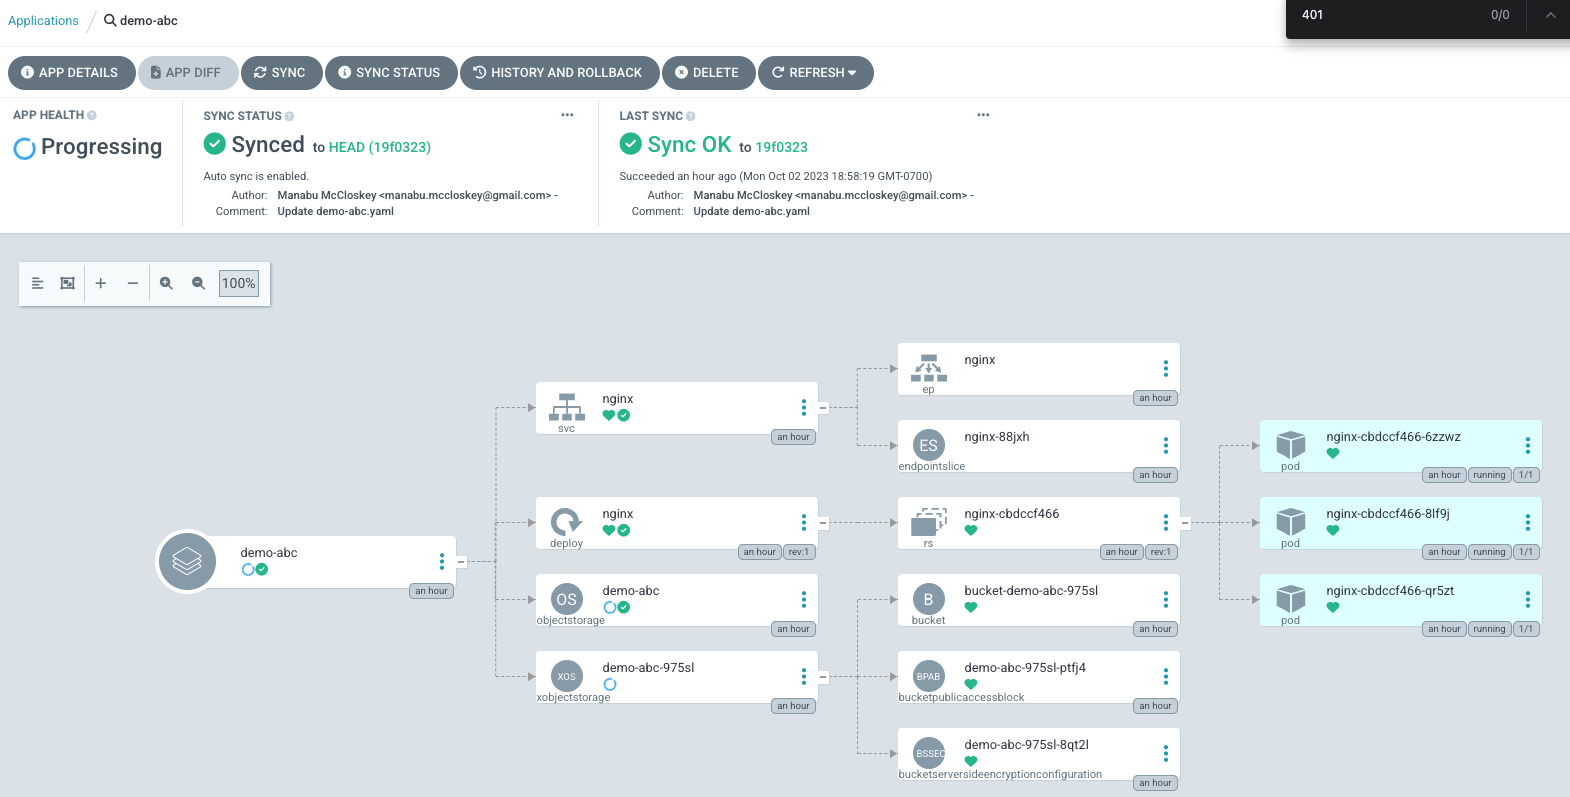 Applications / demo-abc
401 0/0
APP DETAILS APP DIFF SYNC SYNC STATUS HISTORY AND ROLLBACK DELETE REFRESH
APP HEALTH
Progressing
SYNC STATUS
Synced to HEAD (19f0323)
Auto sync is enabled.
Author: Manabu McCloskey <manabu.mccloskey@gmail.com> -
Comment: Update demo-abc.yaml
LAST SYNC
Sync OK to 19f0323
Succeeded an hour ago (Mon Oct 02 2023 18:58:19 GMT-0700)
Author: Manabu McCloskey <manabu.mccloskey@gmail.com> -
Comment: Update demo-abc.yaml
100%
demo-abc
an hour
nginx
svc
an hour
nginx
deploy
an hour rev:1
OS
demo-abc
objectstorage
an hour
XOS
demo-abc-975sl
xobjectstorage
an hour
nginx
ep
an hour
ES
nginx-88jxh
endpointslice
an hour
nginx-cbdccf466
rs
an hour rev:1
B
bucket-demo-abc-975sl
bucket
an hour
BPAB
demo-abc-975sl-ptfj4
bucketpublicaccessblock
an hour
BSSEC
demo-abc-975sl-8qt2l
bucketserversideencryptionconfiguration
an hour
nginx-cbdccf466-6zzwz
pod
an hour running 1/1
nginx-cbdccf466-8lf9j
pod
an hour running 1/1
nginx-cbdccf466-qr5zt
pod
an hour running 1/1